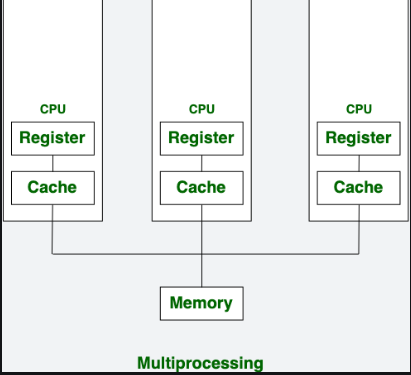 CPU CPU CPU
Register Register Register
Cache Cache Cache
Memory
Multiprocessing